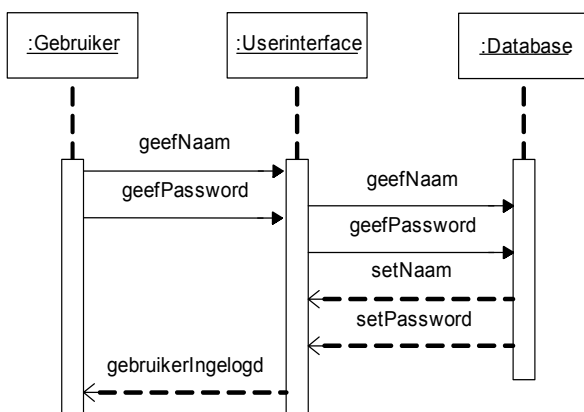 :Gebruiker
:Userinterface
:Database
geefNaam
geefPassword
geefNaam
geefPassword
setNaam
setPassword
gebruikerIngelogd